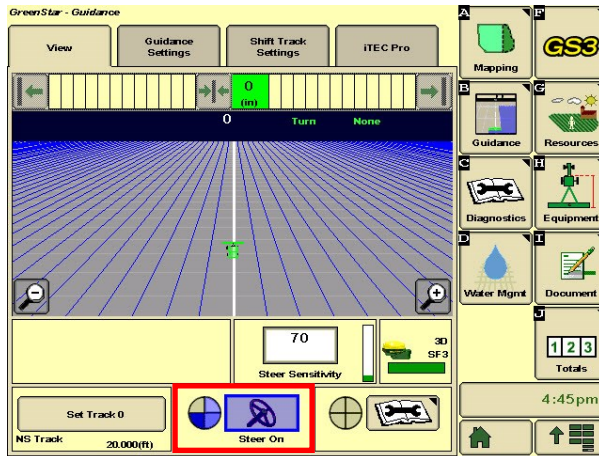 GreenStar - Guidance
View
Guidance
Settings
Shift Track
Settings
iTEC Pro
0
(in)
0
Turn
None
70
Steer Sensitivity
3D
SF3
Set Track 0
NS Track
20.000(ft)
Steer On
A
Mapping
F
GS3
B
Guidance
G
Resources
C
Diagnostics
H
Equipment
D
Water Mgmt
I
Document
J
1 2 3
Totals
4:45pm